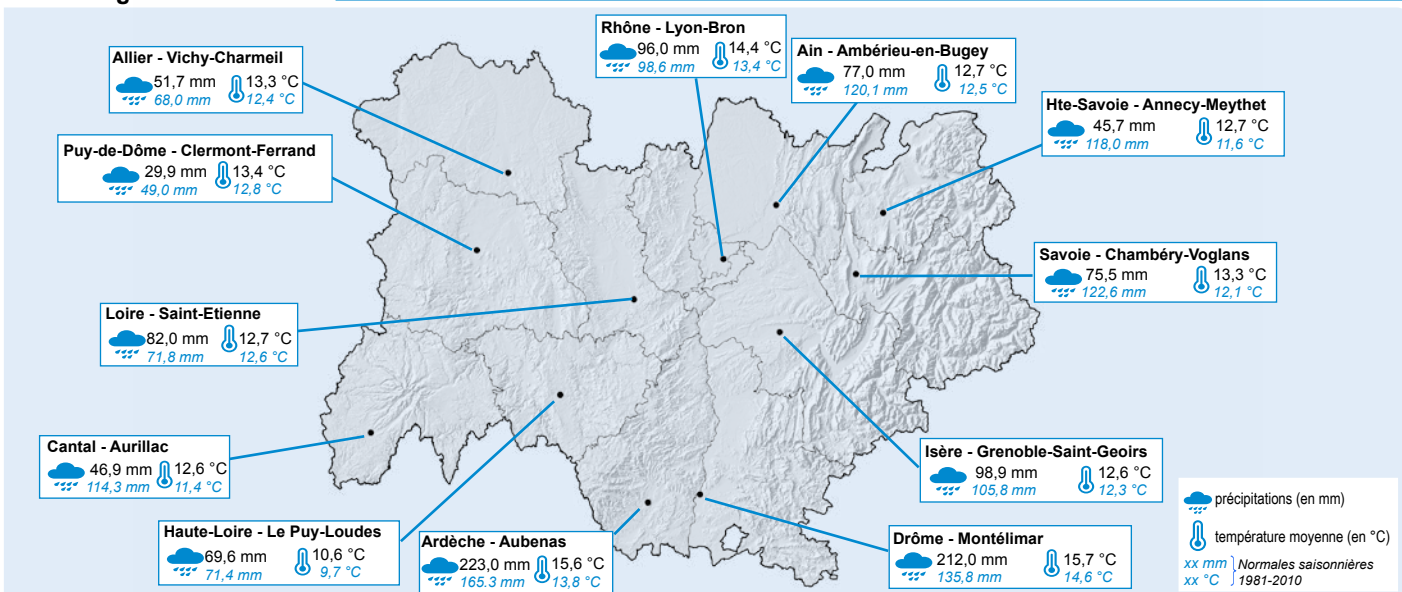 Rhône - Lyon-Bron
96,0 mm 14,4 °C
98,6 mm 13,4 °C
Allier - Vichy-Charmeil
51,7 mm 13,3 °C
68,0 mm 12,4 °C
Ain - Ambérieu-en-Bugey
77,0 mm 12,7 °C
120,1 mm 12,5 °C
Hte-Savoie - Annecy-Meythet
45,7 mm 12,7 °C
118,0 mm 11,6 °C
Puy-de-Dôme - Clermont-Ferrand
29,9 mm 13,4 °C
49,0 mm 12,8 °C
Savoie - Chambéry-Voglans
75,5 mm 13,3 °C
122,6 mm 12,1 °C
Loire - Saint-Etienne
82,0 mm 12,7 °C
71,8 mm 12,6 °C
Cantal - Aurillac
46,9 mm 12,6 °C
114,3 mm 11,4 °C
Isère - Grenoble-Saint-Geoirs
98,9 mm 12,6 °C
105,8 mm 12,3 °C
Haute-Loire - Le Puy-Loudes
69,6 mm 10,6 °C
71,4 mm 9,7 °C
Ardèche - Aubenas
223,0 mm 15,6 °C
165.3 mm 13,8 °C
Drôme - Montélimar
212,0 mm 15,7 °C
135,8 mm 14,6 °C
précipitations (en mm)
température moyenne (en °C)
xx mm Normales saisonnières
xx °C 1981-2010